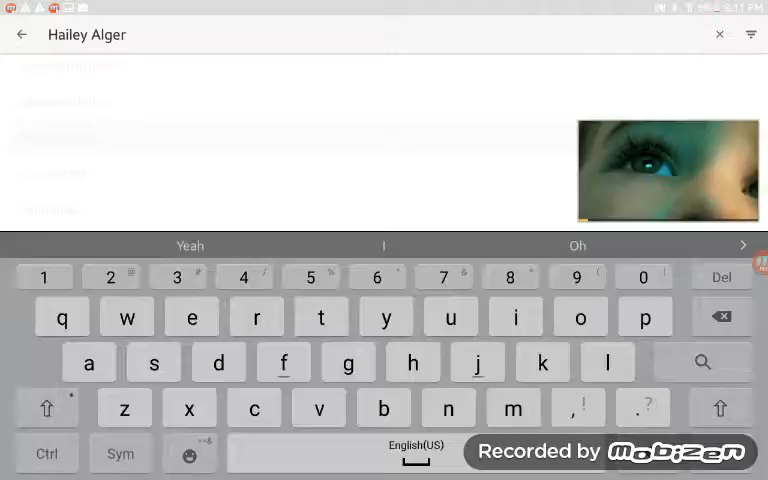 Hailey Alger
Yeah I Oh
1 2 @ 3 # 4 / 5 % 6 ^ 7 & 8 * 9 ( 0 ) Del
q w e r t y u i o p
a s d f g h j k l
z x c v b n m , ! . ?
Ctrl Sym English(US)
Recorded by mobizen